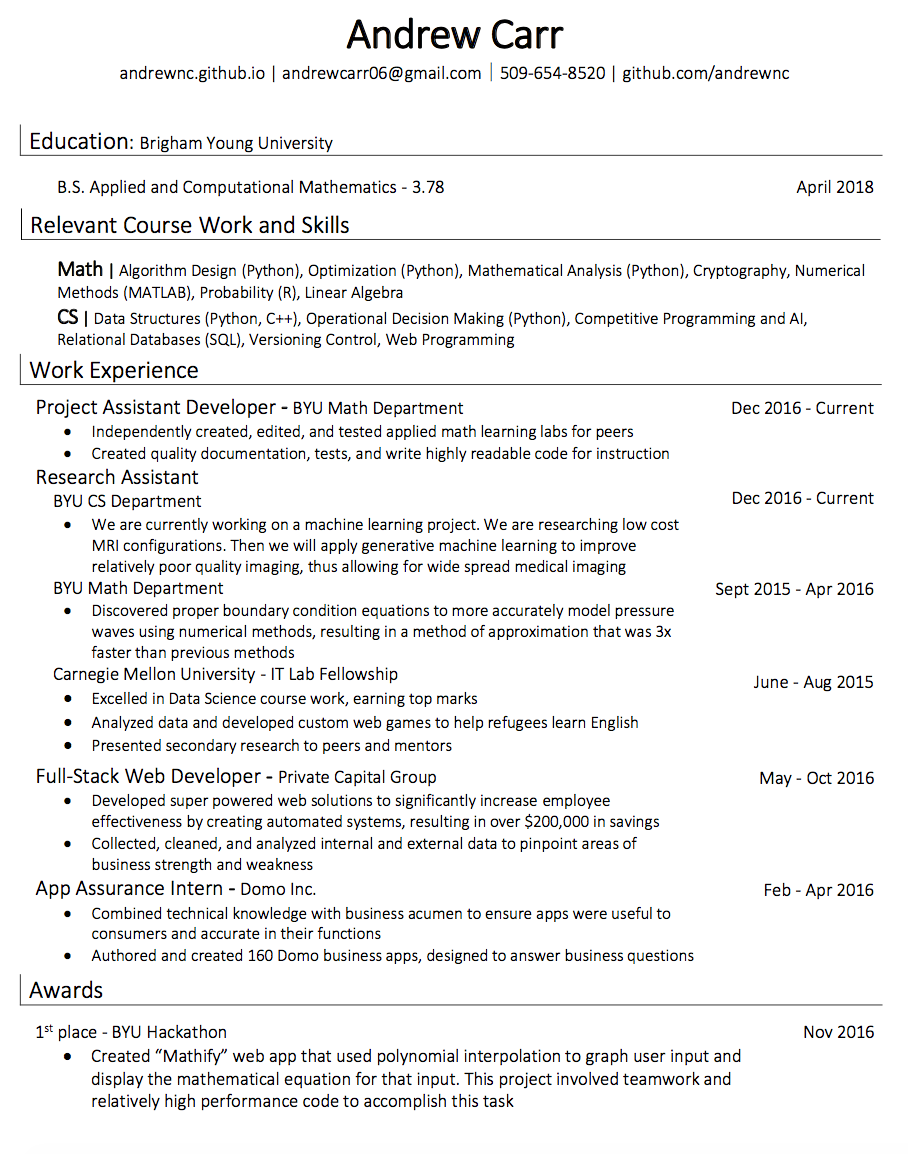 Andrew Carr
andrewnc.github.io | andrewcarr06@gmail.com | 509-654-8520 | github.com/andrewnc
Education: Brigham Young University
B.S. Applied and Computational Mathematics - 3.78 April 2018
Relevant Course Work and Skills
Math | Algorithm Design (Python), Optimization (Python), Mathematical Analysis (Python), Cryptography, Numerical
Methods (MATLAB), Probability (R), Linear Algebra
CS | Data Structures (Python, C++), Operational Decision Making (Python), Competitive Programming and AI,
Relational Databases (SQL), Versioning Control, Web Programming
Work Experience
Project Assistant Developer - BYU Math Department Dec 2016 - Current
• Independently created, edited, and tested applied math learning labs for peers
• Created quality documentation, tests, and write highly readable code for instruction
Research Assistant
BYU CS Department Dec 2016 - Current
• We are currently working on a machine learning project. We are researching low cost
MRI configurations. Then we will apply generative machine learning to improve
relatively poor quality imaging, thus allowing for wide spread medical imaging
BYU Math Department Sept 2015 - Apr 2016
• Discovered proper boundary condition equations to more accurately model pressure
waves using numerical methods, resulting in a method of approximation that was 3x
faster than previous methods
Carnegie Mellon University - IT Lab Fellowship June - Aug 2015
• Excelled in Data Science course work, earning top marks
• Analyzed data and developed custom web games to help refugees learn English
• Presented secondary research to peers and mentors
Full-Stack Web Developer - Private Capital Group May - Oct 2016
• Developed super powered web solutions to significantly increase employee
effectiveness by creating automated systems, resulting in over $200,000 in savings
• Collected, cleaned, and analyzed internal and external data to pinpoint areas of
business strength and weakness
App Assurance Intern - Domo Inc. Feb - Apr 2016
• Combined technical knowledge with business acumen to ensure apps were useful to
consumers and accurate in their functions
• Authored and created 160 Domo business apps, designed to answer business questions
Awards
1st place - BYU Hackathon Nov 2016
• Created “Mathify” web app that used polynomial interpolation to graph user input and
display the mathematical equation for that input. This project involved teamwork and
relatively high performance code to accomplish this task